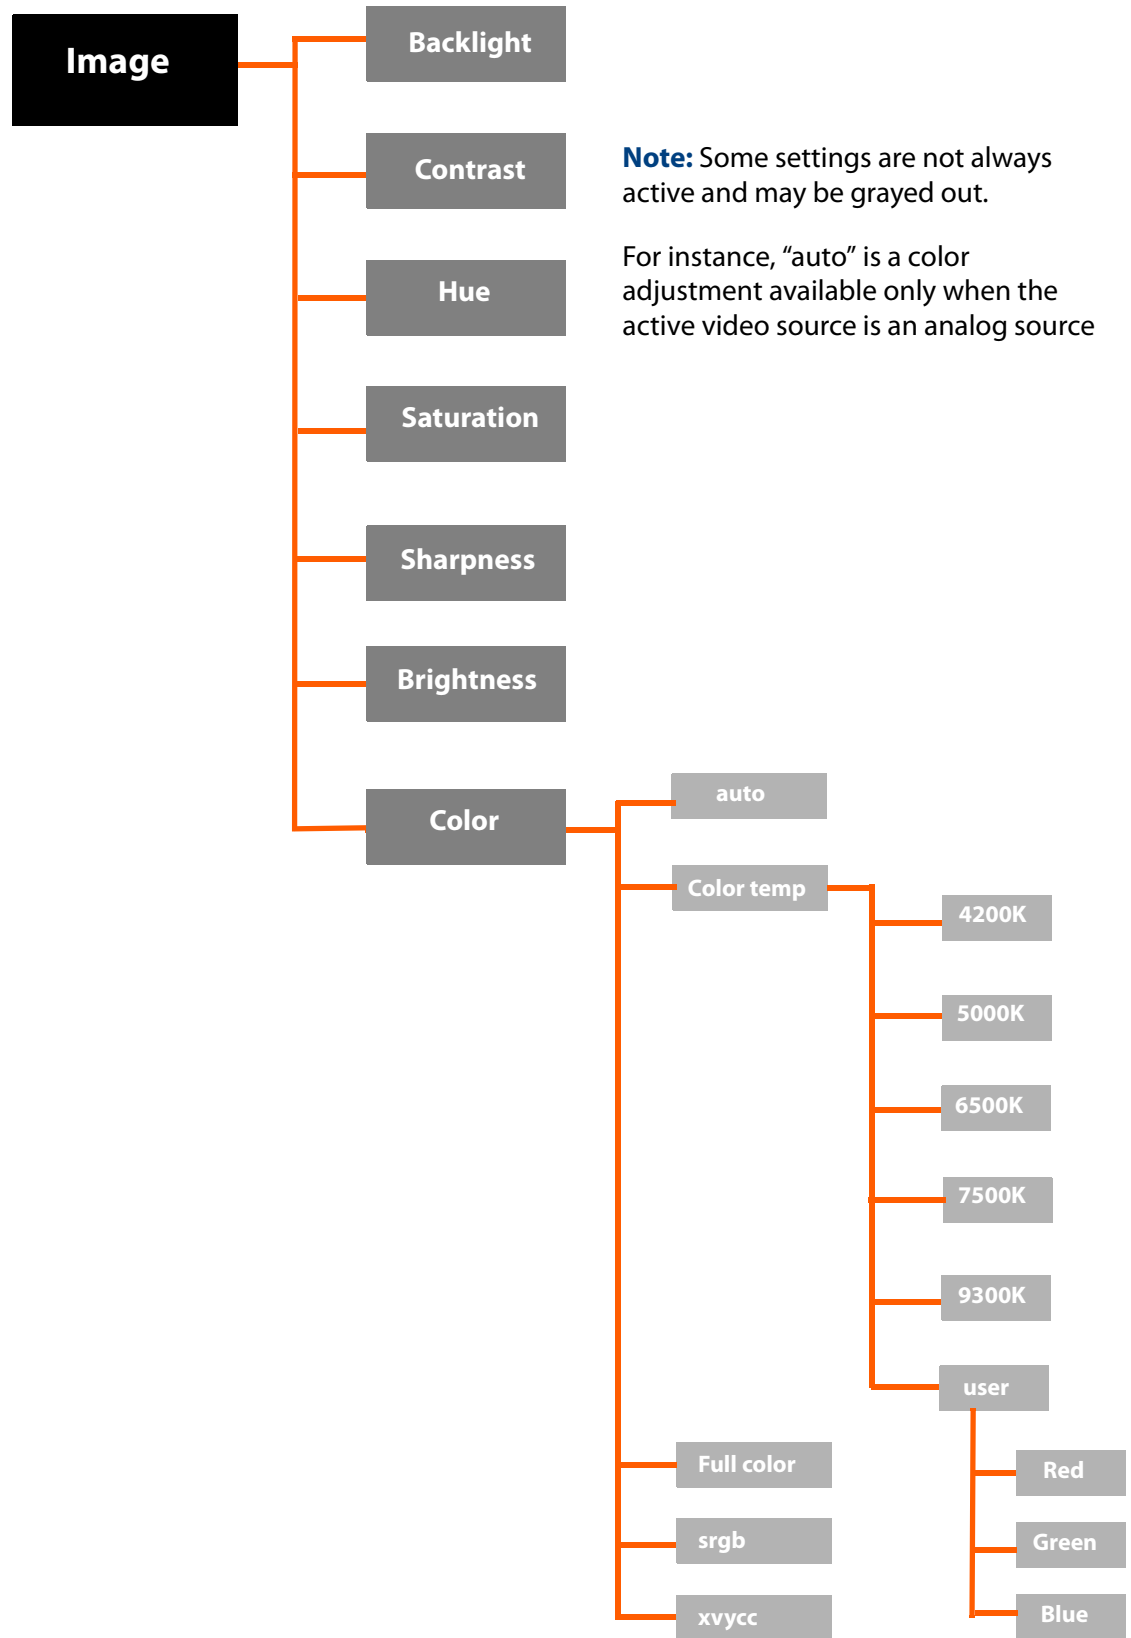 Image
Backlight
Contrast
Note: Some settings are not always
active and may be grayed out.
For instance, “auto” is a color
adjustment available only when the
active video source is an analog source
Hue
Saturation
Sharpness
Brightness
Color
auto
Color temp
4200K
5000K
6500K
7500K
9300K
user
Red
Green
Blue
Full color
srgb
xvycc